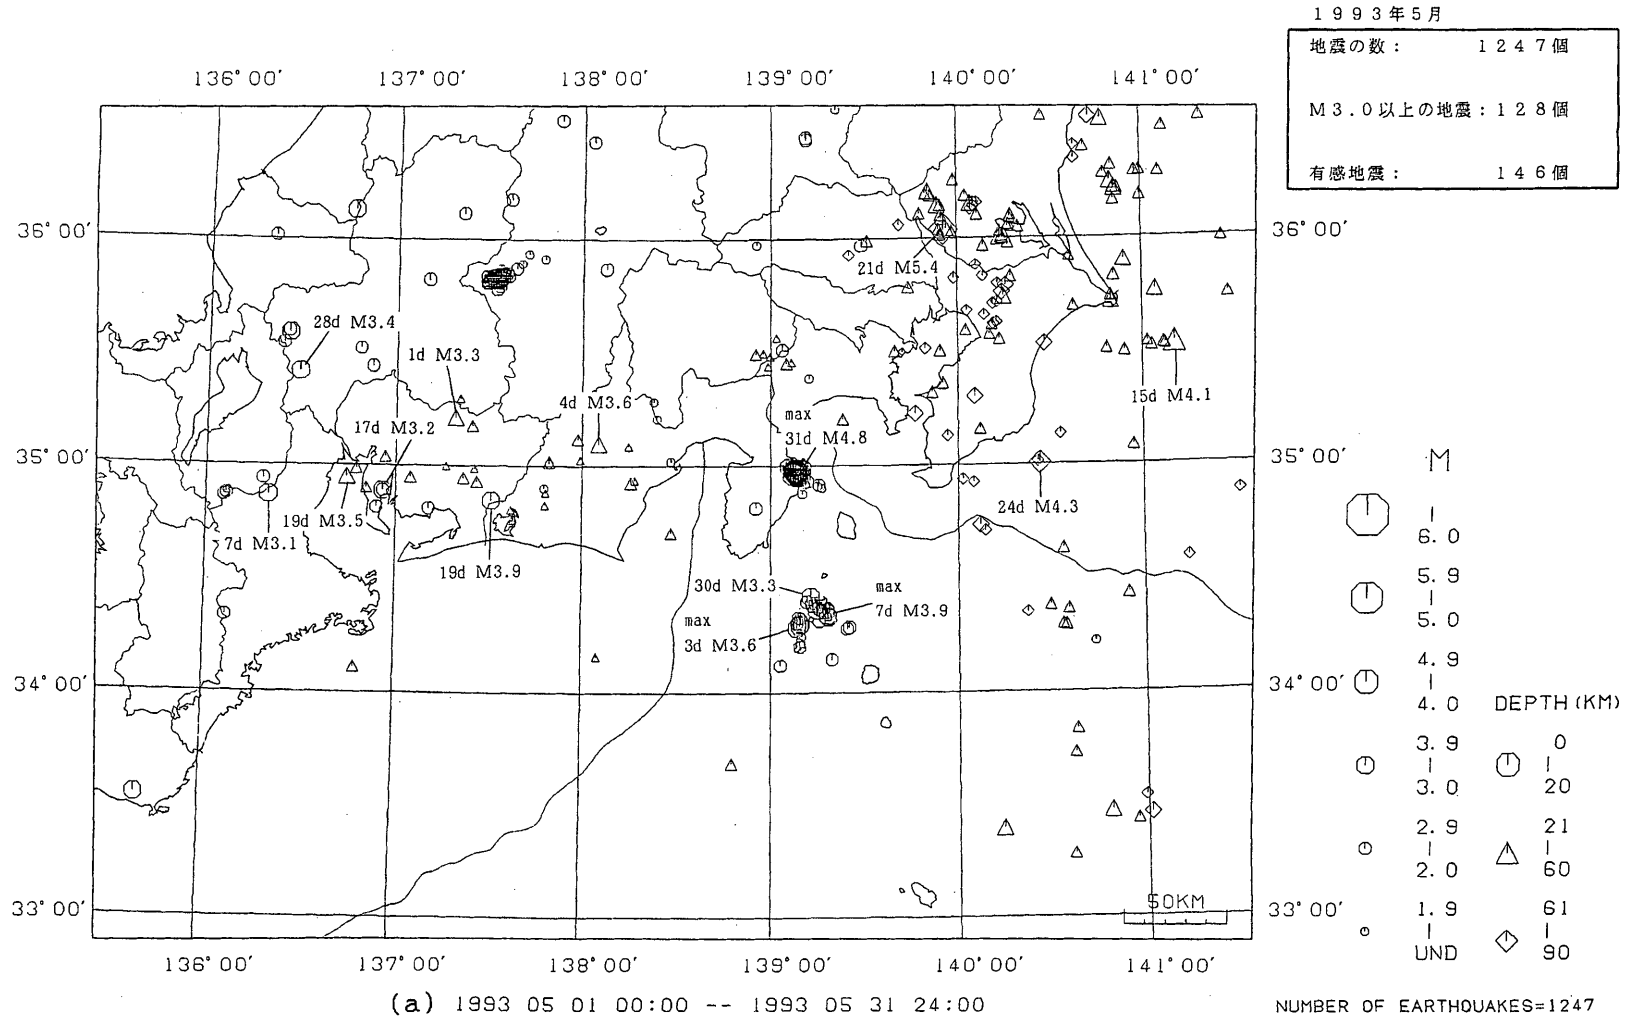 1993年5月
地震の数: 1247個
M3.0以上の地震:128個
有感地震: 146個
136°00′ 137°00′ 138°00′ 139°00′ 140°00′ 141°00′
36°00′ 36°00′
21d M5.4
28d M3.4
1d M3.3
15d M4.1
4d M3.6
max
31d M4.8
17d M3.2
35°00′ 35°00′
24d M4.3
19d M3.5
7d M3.1
19d M3.9
30d M3.3
max
7d M3.9
max
3d M3.6
34°00′ 34°00′
33°00′ 33°00′
50KM
136°00′ 137°00′ 138°00′ 139°00′ 140°00′ 141°00′
M
|
6.0
5.9
|
5.0
4.9
|
4.0
3.9
|
3.0
2.9
|
2.0
1.9
|
UND
DEPTH(KM)
0
|
20
21
|
60
61
|
90
(a) 1993 05 01 00:00 -- 1993 05 31 24:00
NUMBER OF EARTHQUAKES=1247